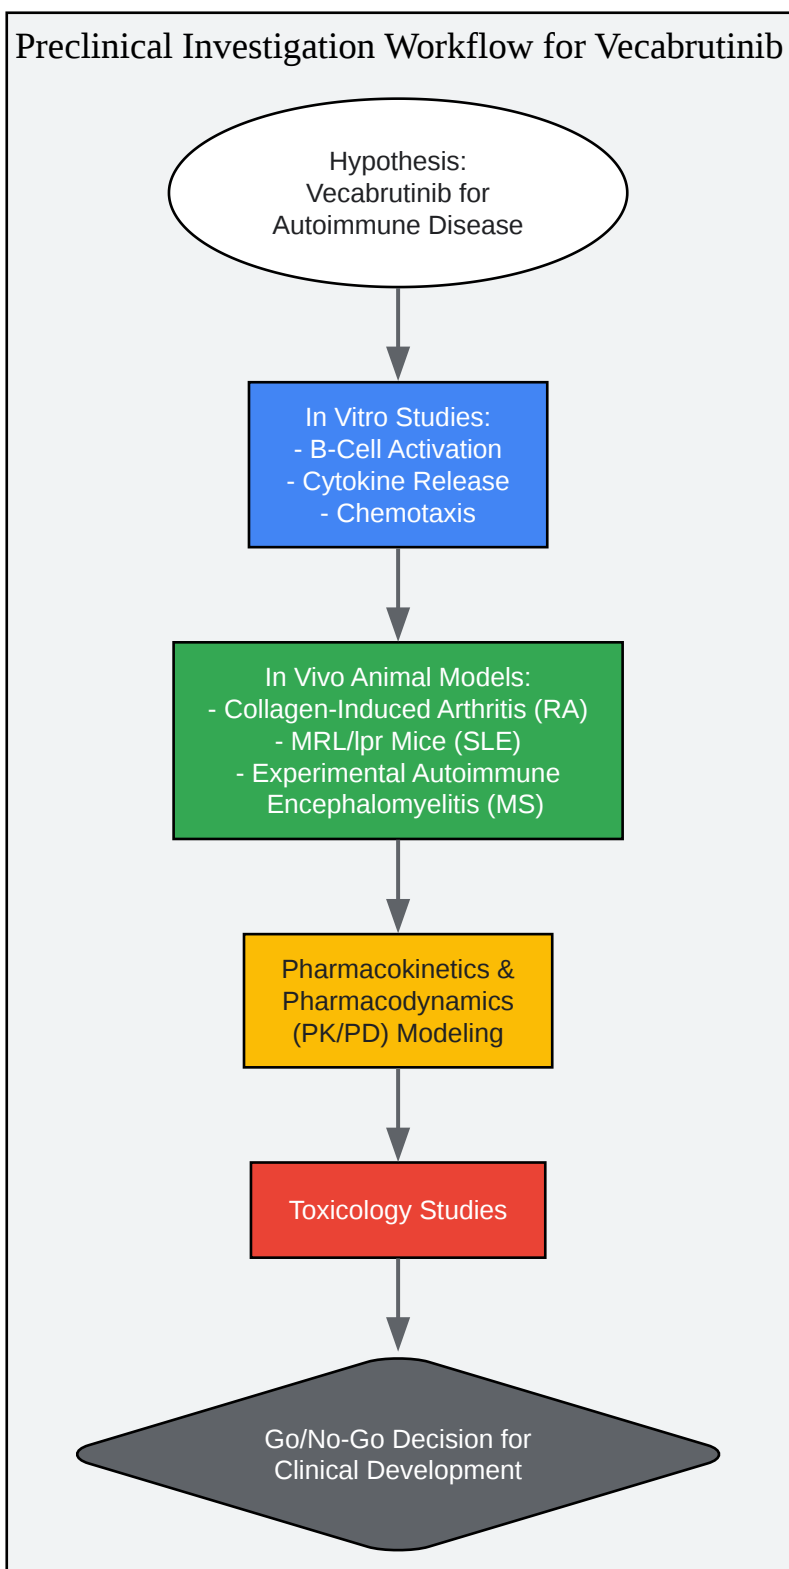 Preclinical Investigation Workflow for Vecabrutinib
Hypothesis:
Vecabrutinib for
Autoimmune Disease
In Vitro Studies:
- B-Cell Activation
- Cytokine Release
- Chemotaxis
In Vivo Animal Models:
- Collagen-Induced Arthritis (RA)
- MRL/lpr Mice (SLE)
- Experimental Autoimmune
Encephalomyelitis (MS)
Pharmacokinetics &
Pharmacodynamics
(PK/PD) Modeling
Toxicology Studies
Go/No-Go Decision for
Clinical Development